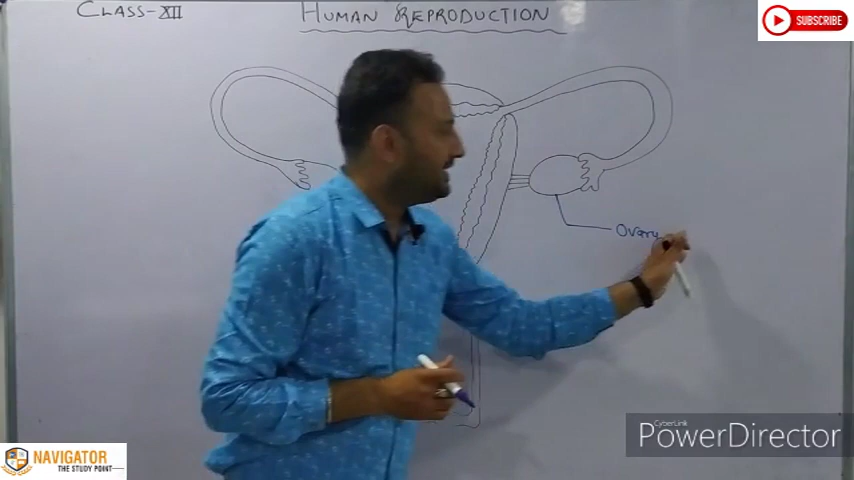 CLASS-XII
HUMAN REPRODUCTION
SUBSCRIBE
Ovary
CyberLink
PowerDirector
NAVIGATOR
THE STUDY POINT